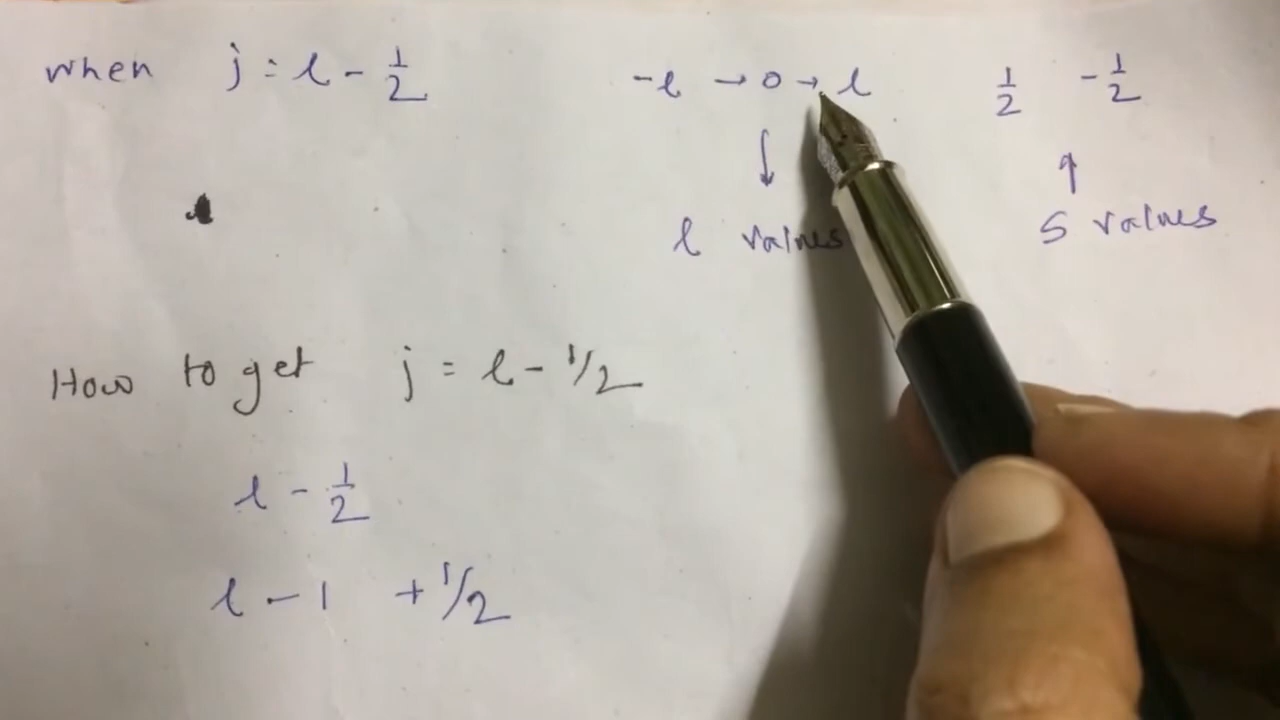 when j = l - 1/2 -l → 0 → l 1/2 -1/2
↓ ↑
l values S values
How to get j = l - 1/2
l - 1/2
l - 1 + 1/2